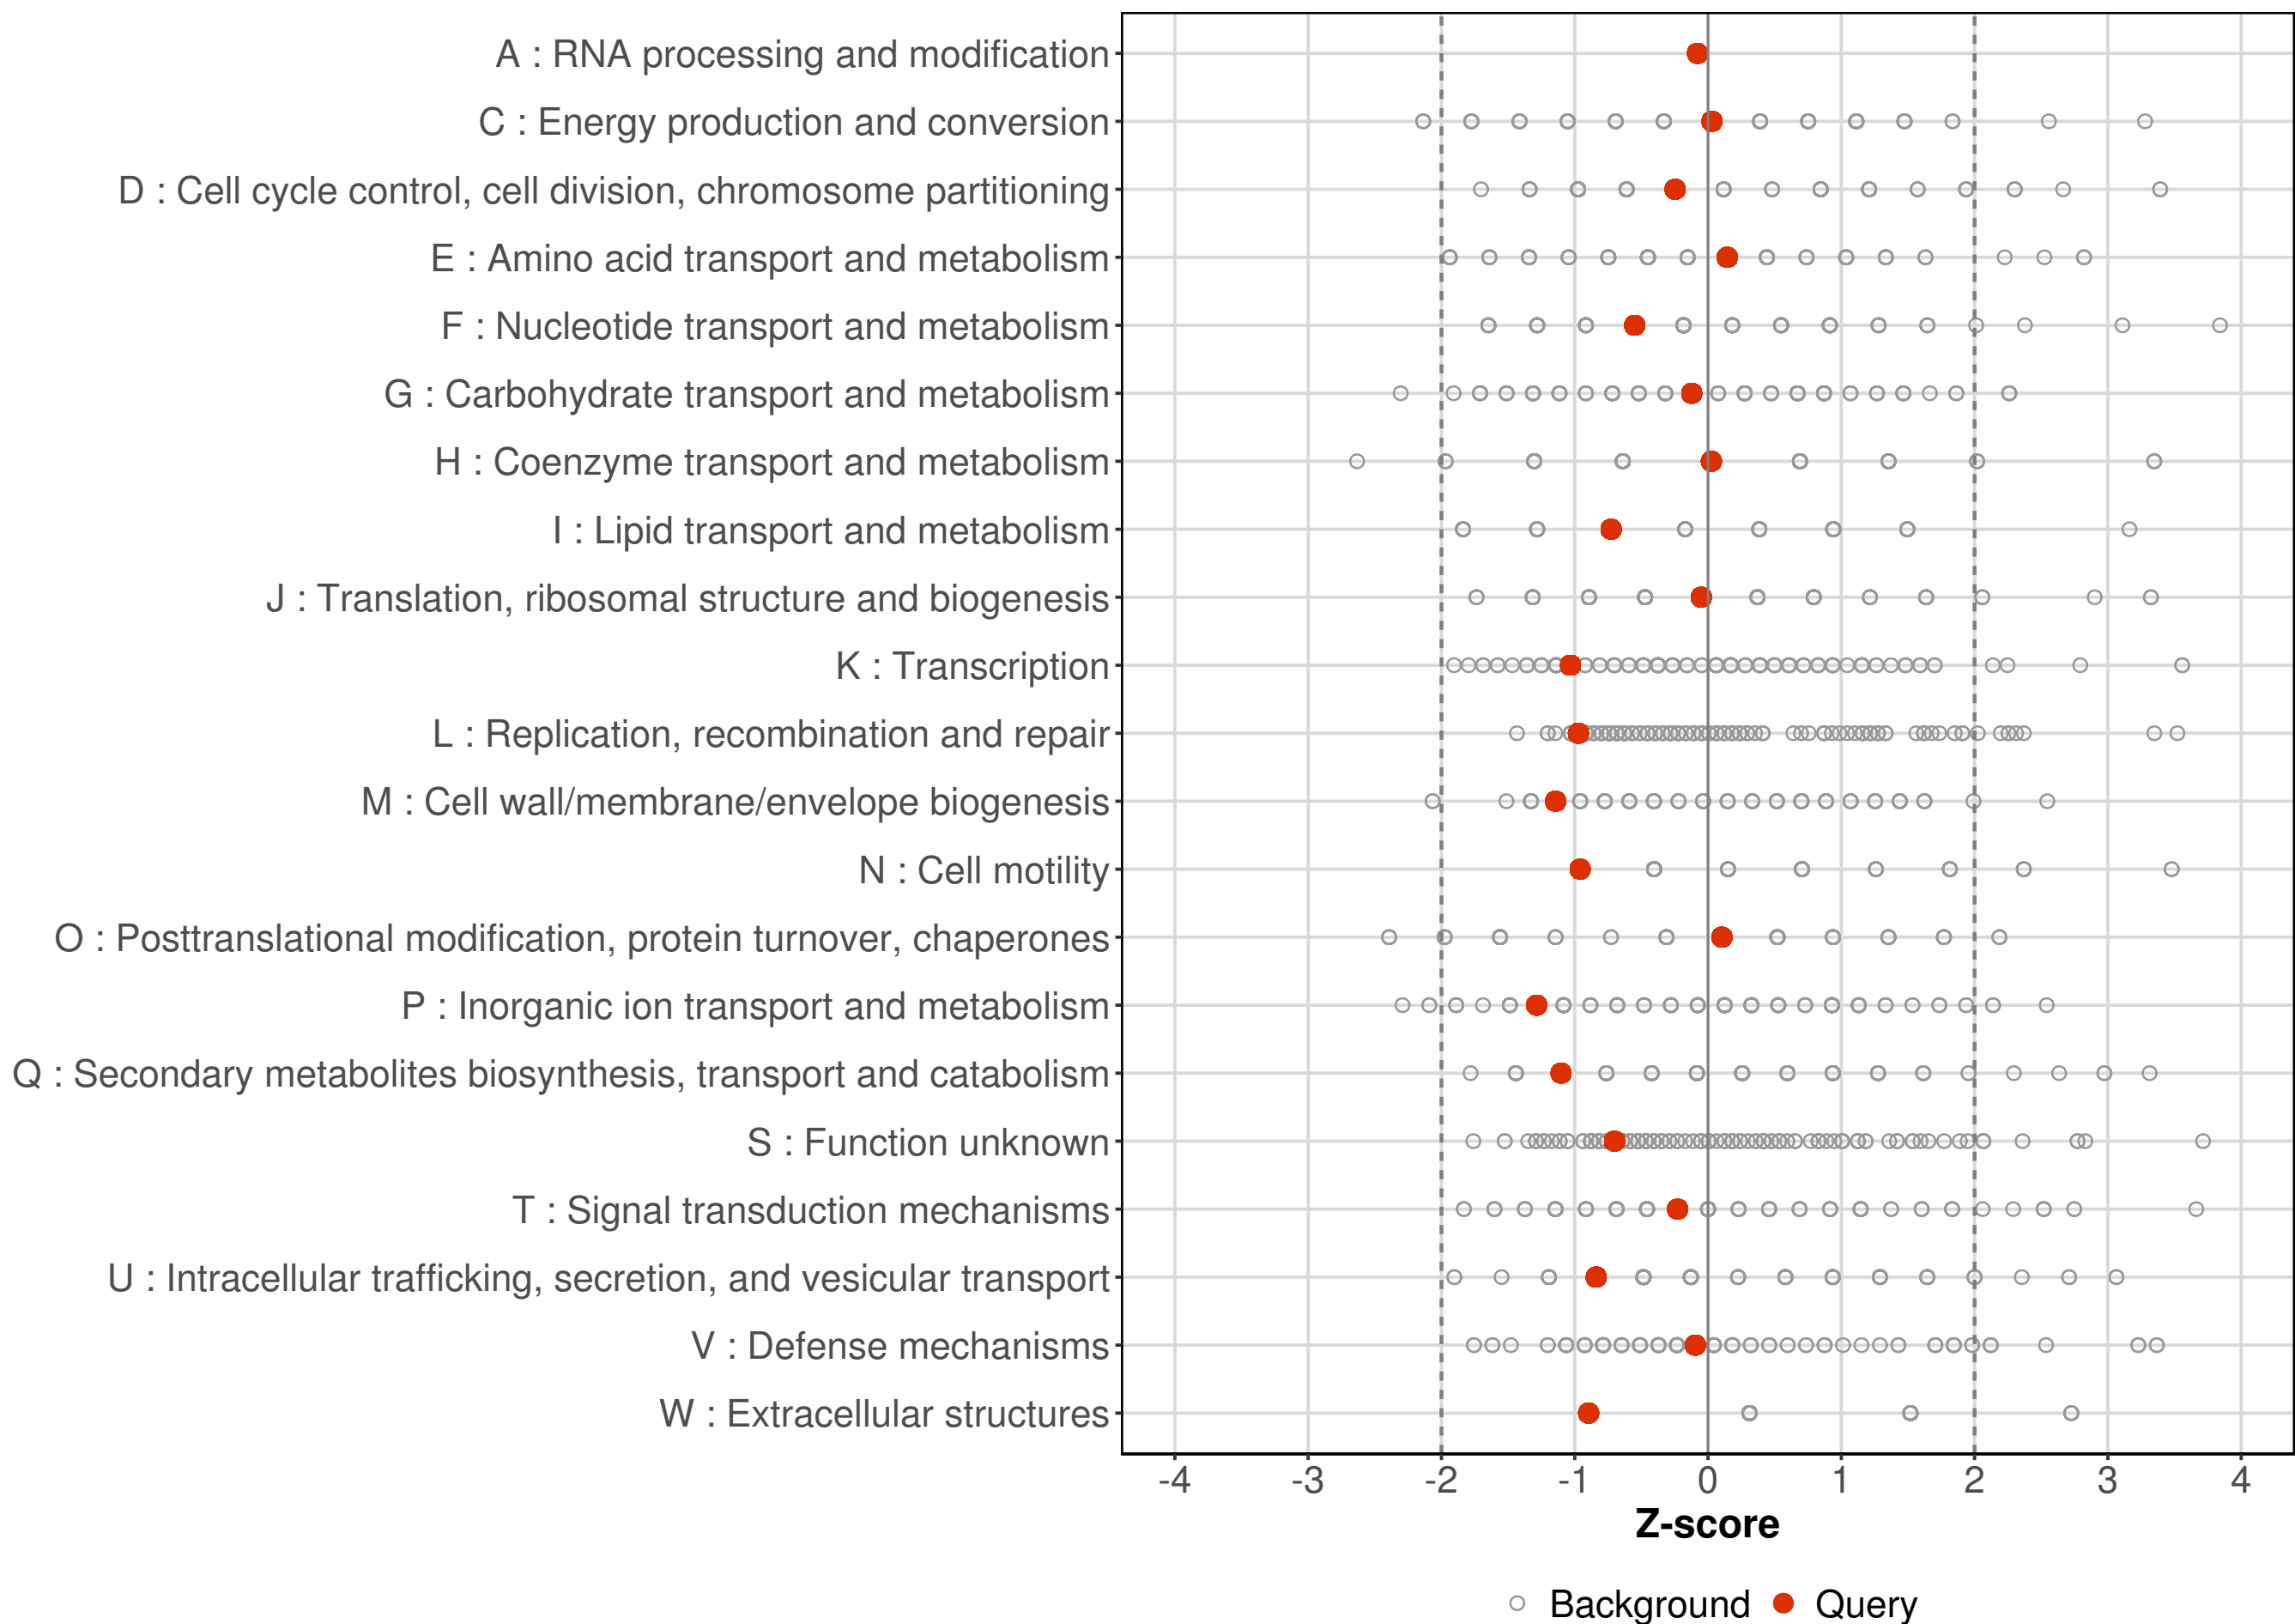 A : RNA processing and modification
C : Energy production and conversion
D : Cell cycle control, cell division, chromosome partitioning
E : Amino acid transport and metabolism
F : Nucleotide transport and metabolism
G : Carbohydrate transport and metabolism
H : Coenzyme transport and metabolism
I : Lipid transport and metabolism
J : Translation, ribosomal structure and biogenesis
K : Transcription
L : Replication, recombination and repair
M : Cell wall/membrane/envelope biogenesis
N : Cell motility
O : Posttranslational modification, protein turnover, chaperones
P : Inorganic ion transport and metabolism
Q : Secondary metabolites biosynthesis, transport and catabolism
S : Function unknown
T : Signal transduction mechanisms
U : Intracellular trafficking, secretion, and vesicular transport
V : Defense mechanisms
W : Extracellular structures
-4 -3 -2 -1 0 1 2 3 4
Z-score
Background Query